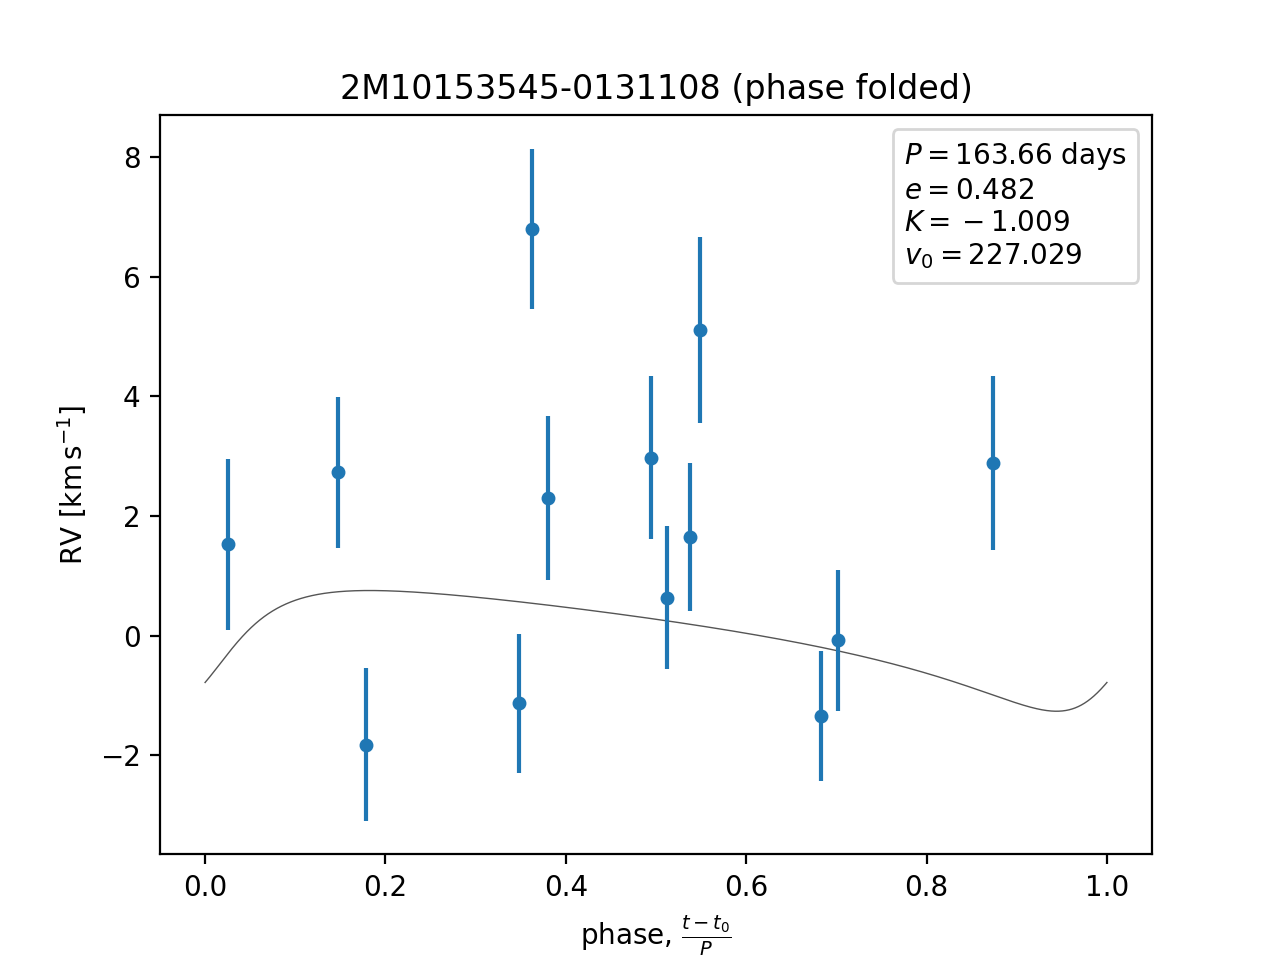 2M10153545-0131108 (phase folded)
P = 163.66 days
e = 0.482
K = −1.009
v₀ = 227.029
8
6
4
2
0
−2
RV [km s⁻¹]
0.0 0.2 0.4 0.6 0.8 1.0
phase, (t − t₀)/P